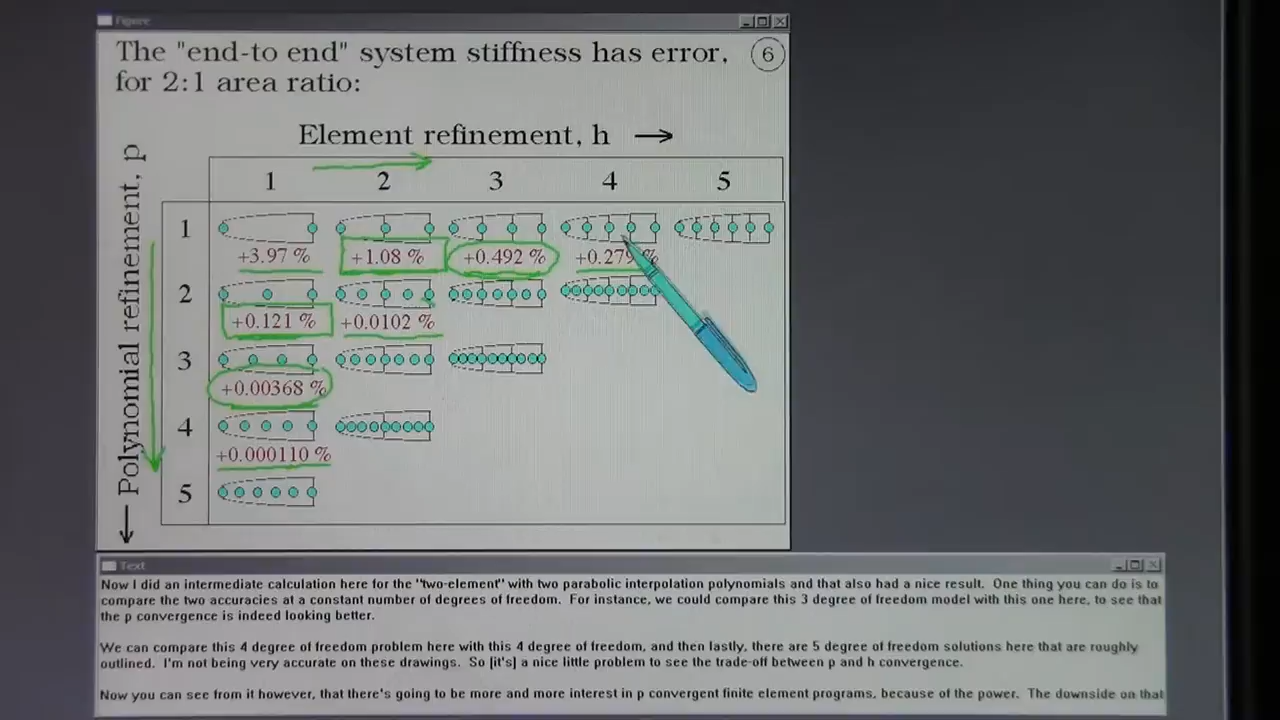 Figure
The "end-to end" system stiffness has error, 6
for 2:1 area ratio:
Element refinement, h →
Polynomial refinement, p
1 2 3 4 5
1
+3.97 % +1.08 % +0.492 % +0.279 %
2
+0.121 % +0.0102 %
3
+0.00368 %
4
+0.000110 %
5
Text
Now I did an intermediate calculation here for the "two-element" with two parabolic interpolation polynomials and that also had a nice result. One thing you can do is to
compare the two accuracies at a constant number of degrees of freedom. For instance, we could compare this 3 degree of freedom model with this one here, to see that
the p convergence is indeed looking better.
We can compare this 4 degree of freedom problem here with this 4 degree of freedom, and then lastly, there are 5 degree of freedom solutions here that are roughly
outlined. I'm not being very accurate on these drawings. So [it's] a nice little problem to see the trade-off between p and h convergence.
Now you can see from it however, that there's going to be more and more interest in p convergent finite element programs, because of the power. The downside on that